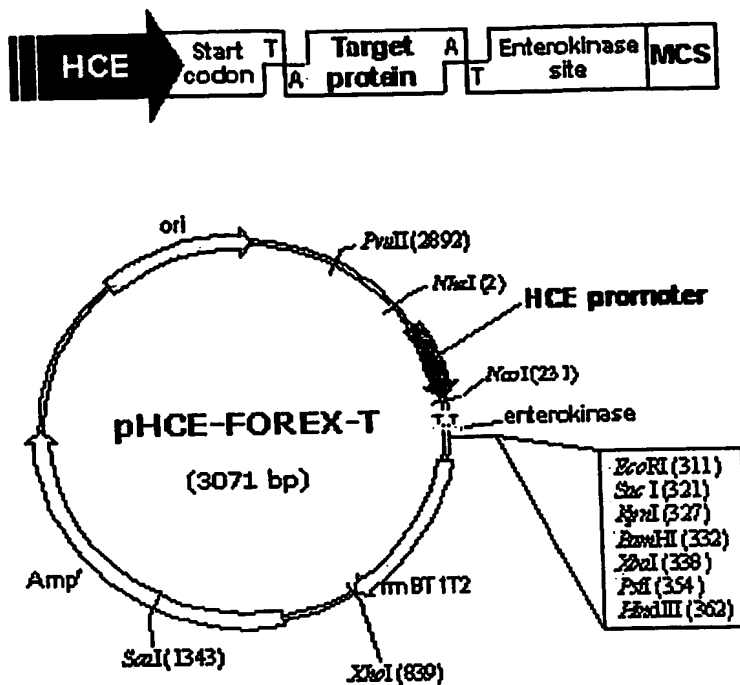 HCE
Start codon
T
A
Target protein
A
T
Enterokinase site
MCS
ori
PvuII(2892)
NheI(2)
HCE promoter
NcoI(231)
T T
enterokinase
pHCE-FOREX-T
(3071 bp)
EcoRI(311)
Sac I(321)
KpnI(327)
BamHI(332)
XbaI(338)
PstI(354)
HindIII(362)
rrnBT1T2
Ampʳ
ScaI(1343)
XhoI(839)